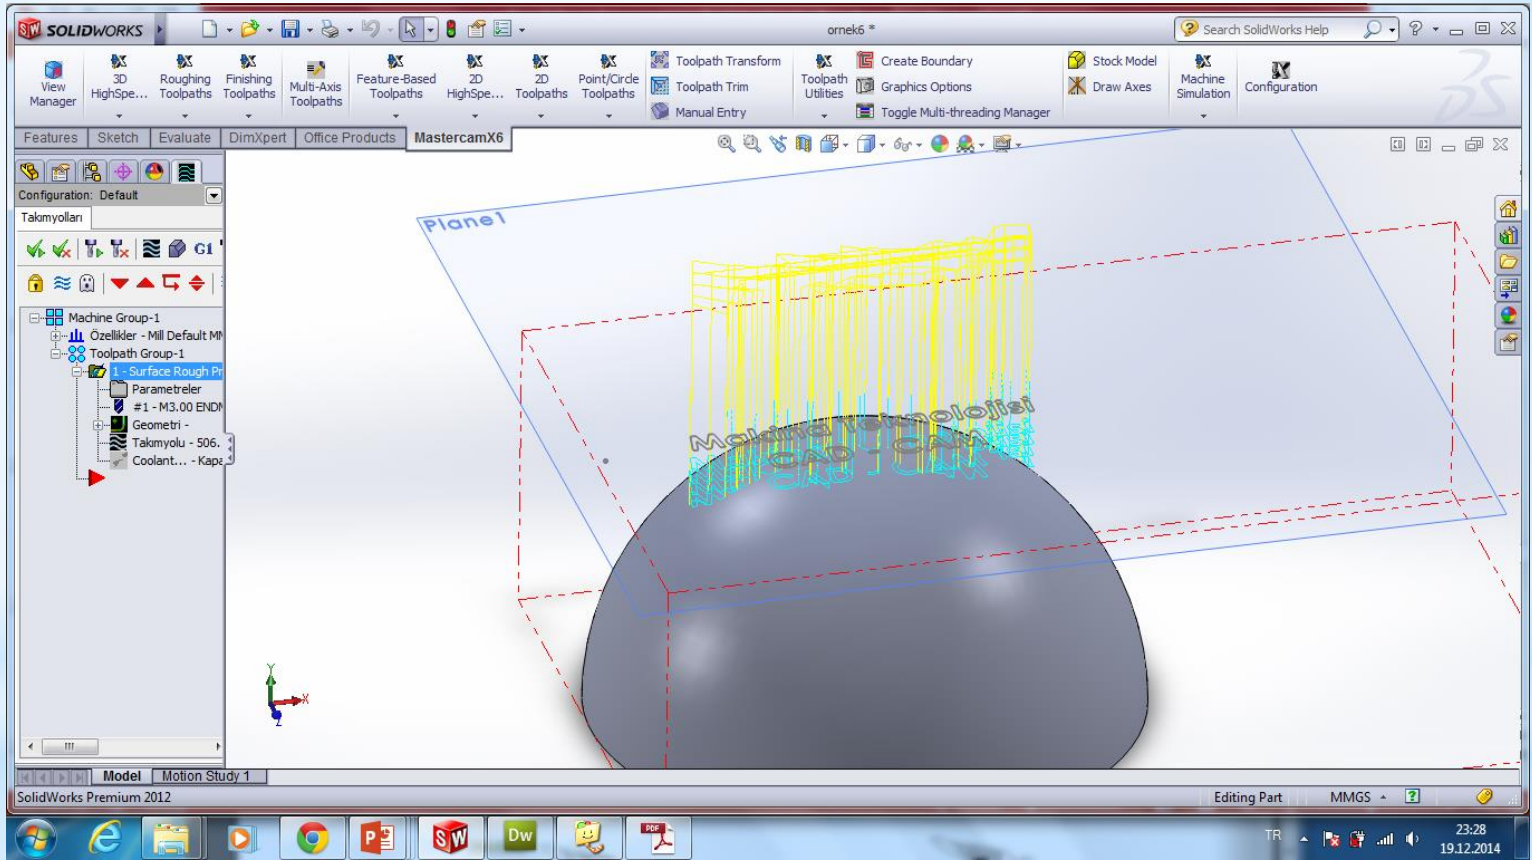 SOLIDWORKS
ornek6 *
Search SolidWorks Help
View Manager
3D HighSpe...
Roughing Toolpaths
Finishing Toolpaths
Multi-Axis Toolpaths
Feature-Based Toolpaths
2D HighSpe...
2D Toolpaths
Point/Circle Toolpaths
Toolpath Transform
Toolpath Trim
Manual Entry
Toolpath Utilities
Create Boundary
Graphics Options
Toggle Multi-threading Manager
Stock Model
Draw Axes
Machine Simulation
Configuration
Features
Sketch
Evaluate
DimXpert
Office Products
MastercamX6
Configuration: Default
Takımyolları
G1
Machine Group-1
Özellikler - Mill Default MM
Toolpath Group-1
1 - Surface Rough Pr
Parametreler
#1 - M3.00 ENDM
Geometri -
Takımyolu - 506.
Coolant... - Kapa
Plane1
Makina Teknolojisi
CAD - CAM
Y
X
Z
Model
Motion Study 1
SolidWorks Premium 2012
Editing Part
MMGS
Dw
PDF
TR
23:28
19.12.2014